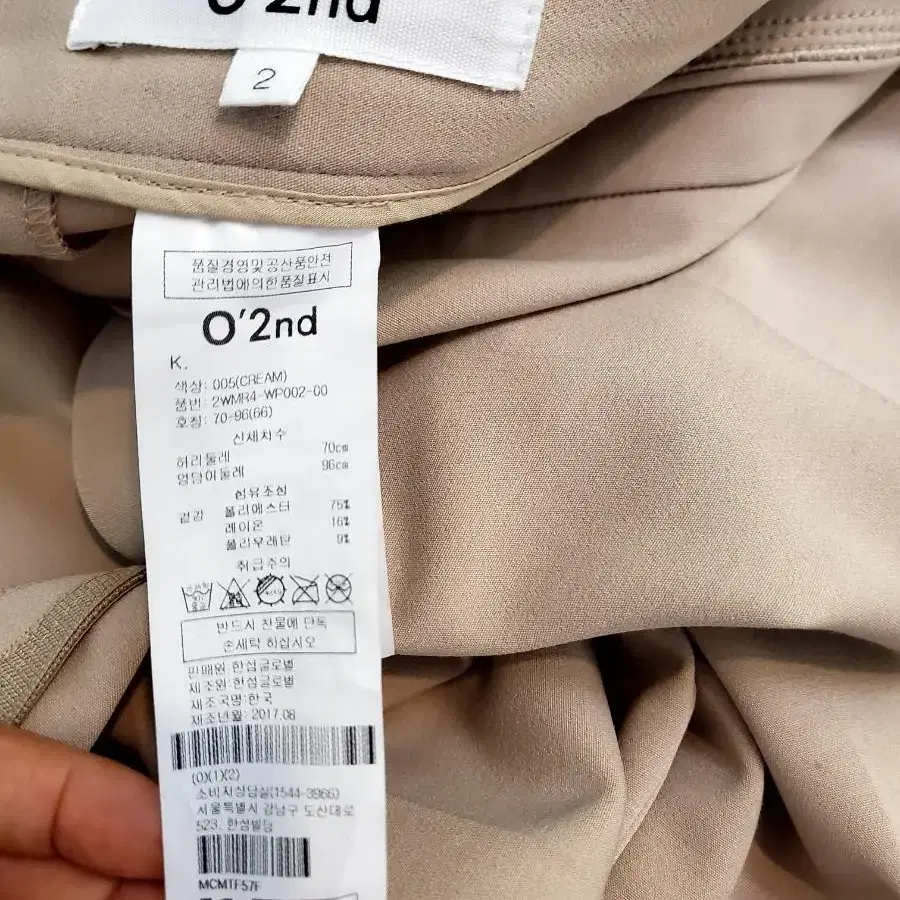 O'2nd
2
품질경영및공산품안전
관리법에의한품질표시
O'2nd
K.
색상: 005(CREAM)
품번: 2WMR4-WP002-00
호칭: 70-96(66)
신체치수
허리둘레 70cm
엉덩이둘레 96cm
섬유조성
겉감 폴리에스터 75%
레이온 16%
폴리우레탄 9%
취급주의
반드시 찬물에 단독
손세탁 하십시오
판매원:한섬글로벌
제조원:한섬글로벌
제조국명:한국
제조년월: 2017.08
(0)(1)(2)
소비자상담실(1544-3966)
서울특별시 강남구 도산대로
523, 한섬빌딩
MCMTF57F